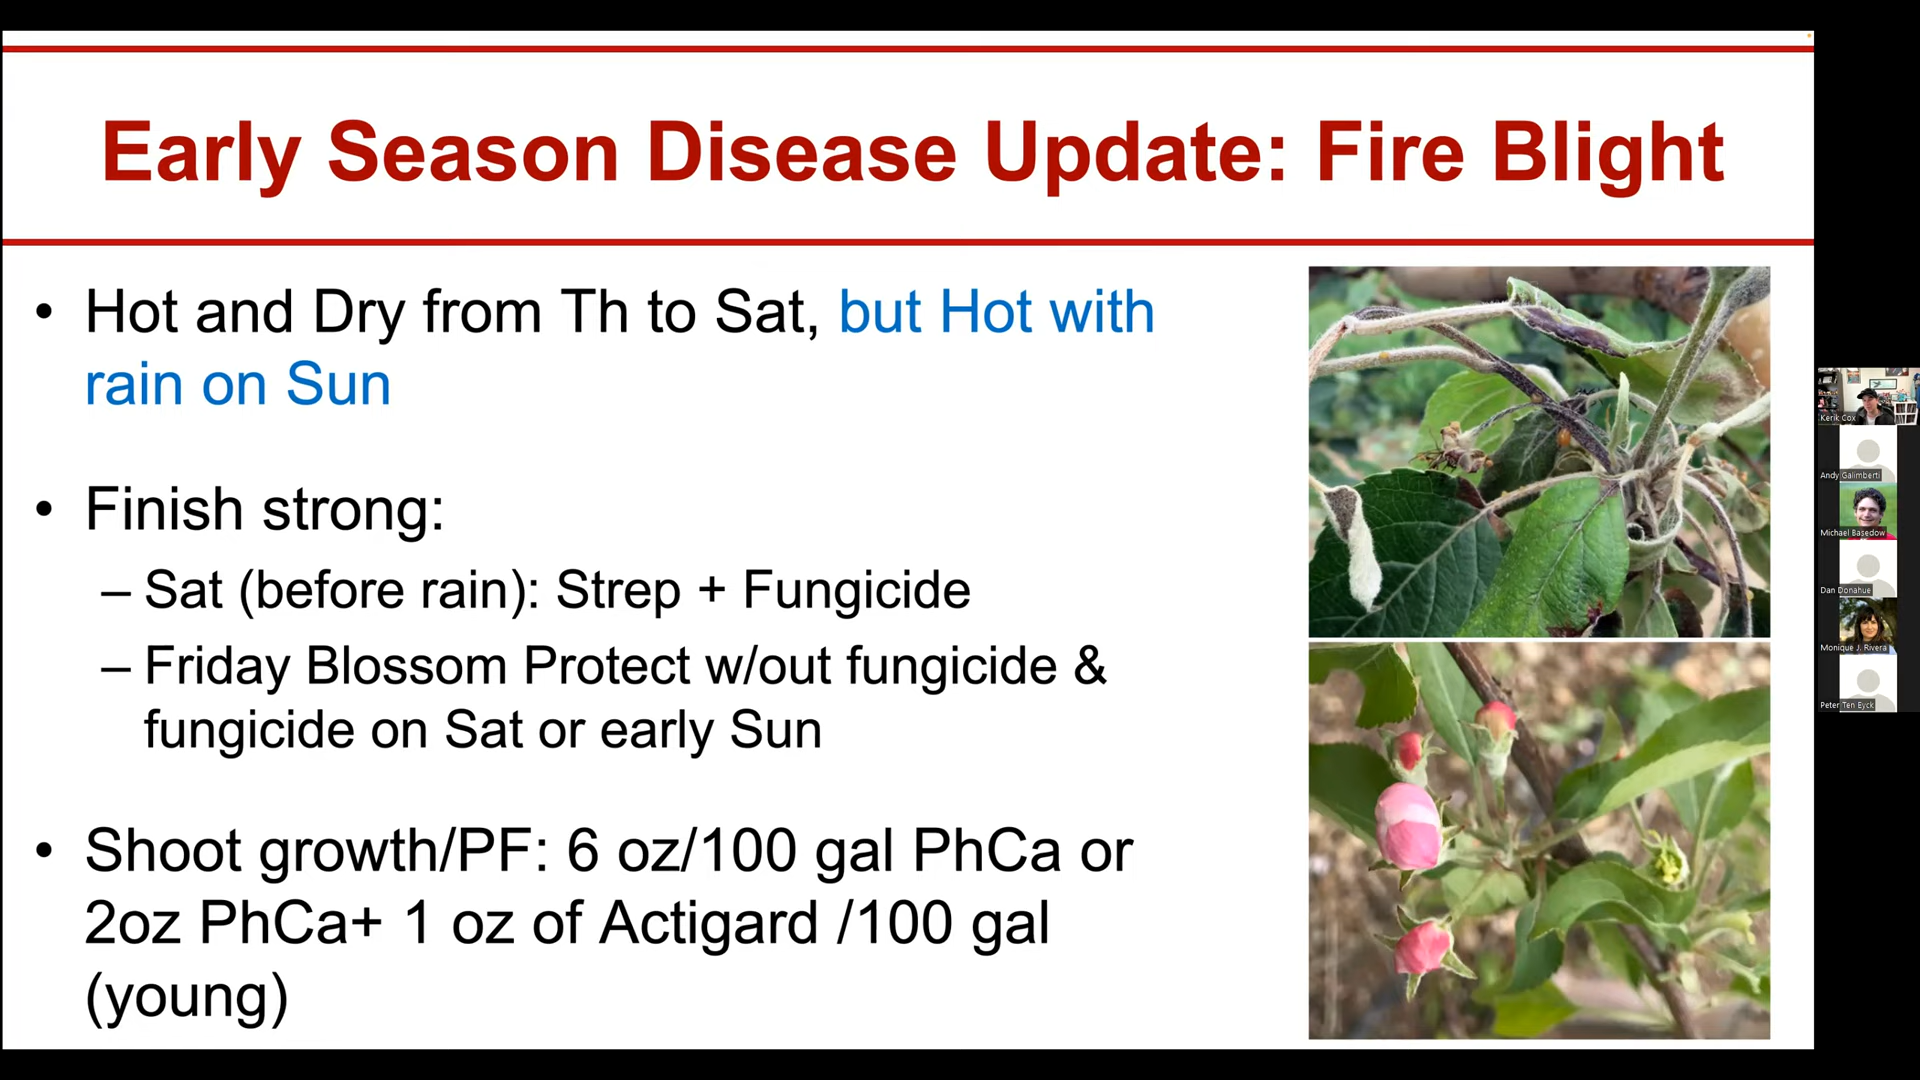 Early Season Disease Update: Fire Blight
• Hot and Dry from Th to Sat, but Hot with
rain on Sun
• Finish strong:
– Sat (before rain): Strep + Fungicide
– Friday Blossom Protect w/out fungicide &
fungicide on Sat or early Sun
• Shoot growth/PF: 6 oz/100 gal PhCa or
2oz PhCa+ 1 oz of Actigard /100 gal
(young)
Kerik Cox
Andy Galimberti
Michael Basedow
Dan Donahue
Monique J. Rivera
Peter Ten Eyck